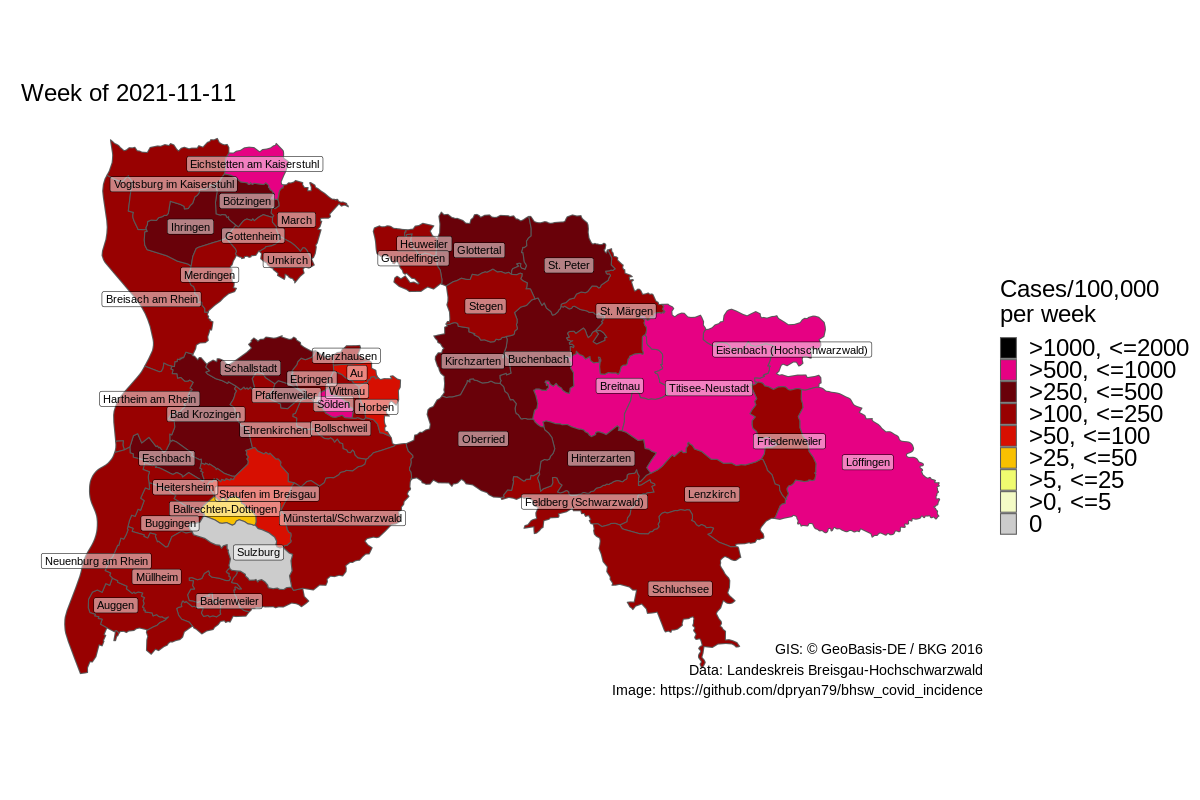 Week of 2021-11-11
Eichstetten am Kaiserstuhl
Vogtsburg im Kaiserstuhl
Bötzingen
March
Ihringen
Gottenheim
Heuweiler
Glottertal
Gundelfingen
Umkirch
St. Peter
Merdingen
Breisach am Rhein
Stegen
St. Märgen
Eisenbach (Hochschwarzwald)
Merzhausen
Buchenbach
Kirchzarten
Schallstadt
Au
Ebringen
Breitnau
Titisee-Neustadt
Wittnau
Pfaffenweiler
Hartheim am Rhein
Sölden
Horben
Bad Krozingen
Ehrenkirchen
Bollschweil
Oberried
Friedenweiler
Eschbach
Hinterzarten
Löffingen
Heitersheim
Staufen im Breisgau
Lenzkirch
Feldberg (Schwarzwald)
Ballrechten-Dottingen
Münstertal/Schwarzwald
Buggingen
Sulzburg
Neuenburg am Rhein
Müllheim
Schluchsee
Badenweiler
Auggen
Cases/100,000
per week
>1000, <=2000
>500, <=1000
>250, <=500
>100, <=250
>50, <=100
>25, <=50
>5, <=25
>0, <=5
0
GIS: © GeoBasis-DE / BKG 2016
Data: Landeskreis Breisgau-Hochschwarzwald
Image: https://github.com/dpryan79/bhsw_covid_incidence